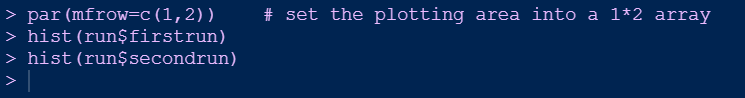 > par(mfrow=c(1,2))    # set the plotting area into a 1*2 array
> hist(run$firstrun)
> hist(run$secondrun)
>